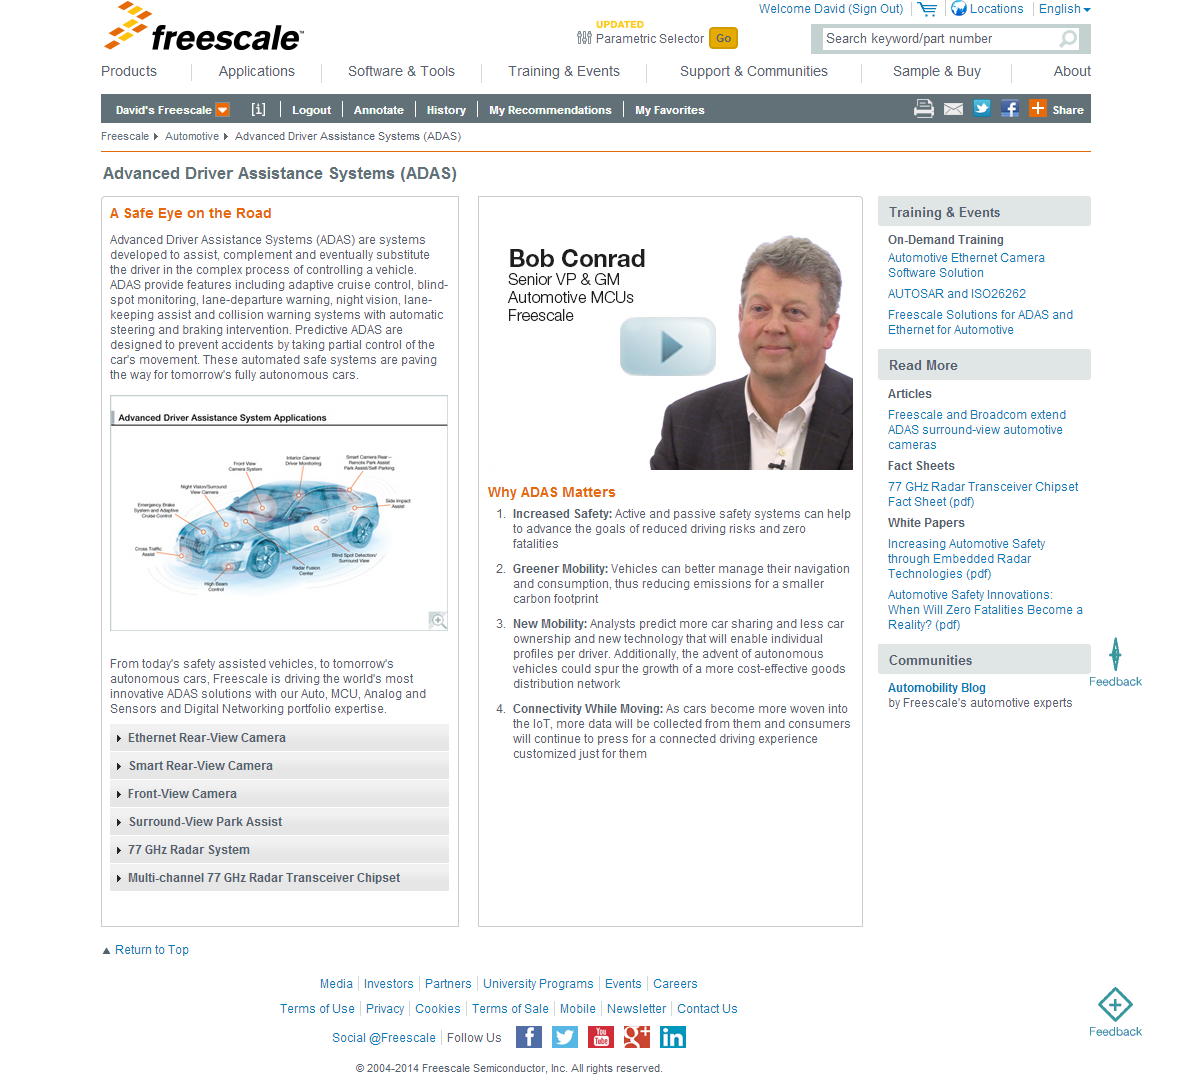 Welcome David (Sign Out)
Locations
English
freescale™
UPDATED
Parametric Selector
Go
Search keyword/part number
Products
Applications
Software & Tools
Training & Events
Support & Communities
Sample & Buy
About
David's Freescale
[i]
Logout
Annotate
History
My Recommendations
My Favorites
Share
Freescale
Automotive
Advanced Driver Assistance Systems (ADAS)
Advanced Driver Assistance Systems (ADAS)
A Safe Eye on the Road
Advanced Driver Assistance Systems (ADAS) are systems
developed to assist, complement and eventually substitute
the driver in the complex process of controlling a vehicle.
ADAS provide features including adaptive cruise control, blind-
spot monitoring, lane-departure warning, night vision, lane-
keeping assist and collision warning systems with automatic
steering and braking intervention. Predictive ADAS are
designed to prevent accidents by taking partial control of the
car's movement. These automated safe systems are paving
the way for tomorrow's fully autonomous cars.
Advanced Driver Assistance System Applications
Front View
Camera System
Interior Camera/
Driver Monitoring
Smart Camera Rear –
Remote Park Assist
Park Assist/Self Parking
Night Vision/Surround
View Camera
Side Impact
Assist
Emergency Brake
System and Adaptive
Cruise Control
Cross Traffic
Assist
Blind Spot Detection/
Surround View
Radar Fusion
Center
High Beam
Control
From today's safety assisted vehicles, to tomorrow's
autonomous cars, Freescale is driving the world's most
innovative ADAS solutions with our Auto, MCU, Analog and
Sensors and Digital Networking portfolio expertise.
Ethernet Rear-View Camera
Smart Rear-View Camera
Front-View Camera
Surround-View Park Assist
77 GHz Radar System
Multi-channel 77 GHz Radar Transceiver Chipset
Bob Conrad
Senior VP & GM
Automotive MCUs
Freescale
Why ADAS Matters
1. Increased Safety: Active and passive safety systems can help
to advance the goals of reduced driving risks and zero
fatalities
2. Greener Mobility: Vehicles can better manage their navigation
and consumption, thus reducing emissions for a smaller
carbon footprint
3. New Mobility: Analysts predict more car sharing and less car
ownership and new technology that will enable individual
profiles per driver. Additionally, the advent of autonomous
vehicles could spur the growth of a more cost-effective goods
distribution network
4. Connectivity While Moving: As cars become more woven into
the IoT, more data will be collected from them and consumers
will continue to press for a connected driving experience
customized just for them
Training & Events
On-Demand Training
Automotive Ethernet Camera
Software Solution
AUTOSAR and ISO26262
Freescale Solutions for ADAS and
Ethernet for Automotive
Read More
Articles
Freescale and Broadcom extend
ADAS surround-view automotive
cameras
Fact Sheets
77 GHz Radar Transceiver Chipset
Fact Sheet (pdf)
White Papers
Increasing Automotive Safety
through Embedded Radar
Technologies (pdf)
Automotive Safety Innovations:
When Will Zero Fatalities Become a
Reality? (pdf)
Communities
Automobility Blog
by Freescale's automotive experts
Feedback
Return to Top
Media
Investors
Partners
University Programs
Events
Careers
Terms of Use
Privacy
Cookies
Terms of Sale
Mobile
Newsletter
Contact Us
Social @Freescale
Follow Us
You Tube
© 2004-2014 Freescale Semiconductor, Inc. All rights reserved.
Feedback